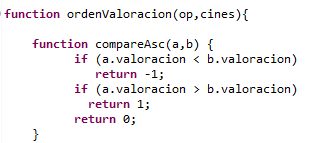 function ordenValoracion(op,cines){
function compareAsc(a,b) {
if (a.valoracion < b.valoracion)
return -1;
if (a.valoracion > b.valoracion)
return 1;
return 0;
}